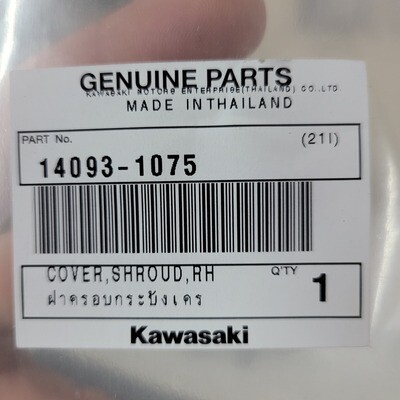 GENUINE PARTS
KAWASAKI MOTORS ENTERPRISE(THAILAND) CO.,LTD
MADE IN THAILAND
PART No. (21I)
14093-1075
COVER,SHROUD,RH Q'TY 1
ฝาครอบกระบังเคร
Kawasaki